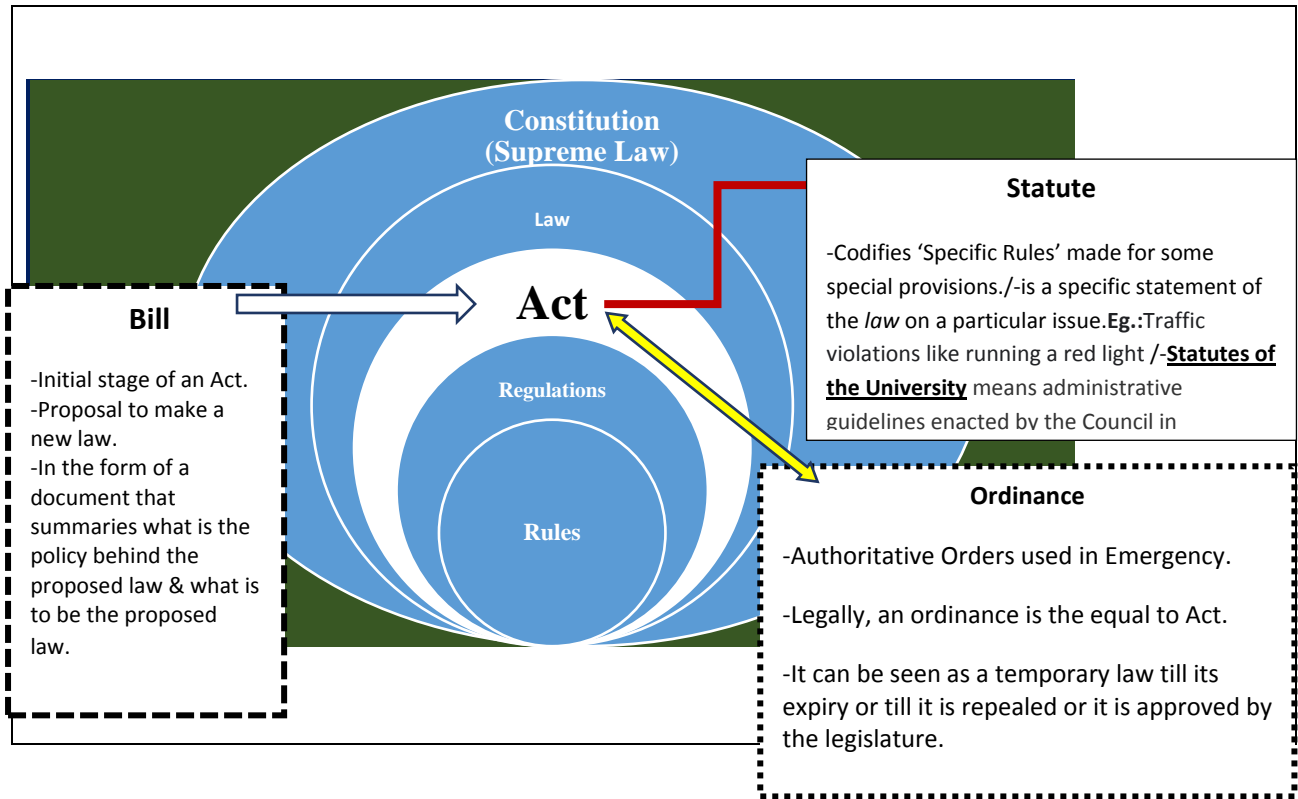 Constitution
(Supreme Law)
Law
Act
Regulations
Rules
Bill
-Initial stage of an Act.
-Proposal to make a
new law.
-In the form of a
document that
summaries what is the
policy behind the
proposed law & what is
to be the proposed
law.
Statute
-Codifies ‘Specific Rules’ made for some
special provisions./-is a specific statement of
the law on a particular issue.Eg.:Traffic
violations like running a red light /-Statutes of
the University means administrative
guidelines enacted by the Council in
Ordinance
-Authoritative Orders used in Emergency.
-Legally, an ordinance is the equal to Act.
-It can be seen as a temporary law till its
expiry or till it is repealed or it is approved by
the legislature.